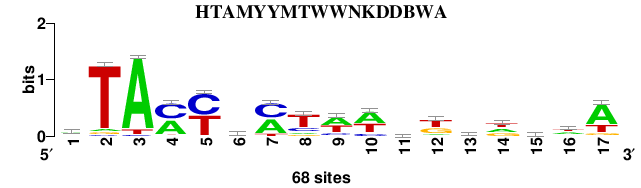 HTAMYYMTWWNKDDBWA
2
bits
1
0
T A A C C T C A T A T A T T A T
1 2 3 4 5 6 7 8 9 10 11 12 13 14 15 16 17
5′ 3′
68 sites